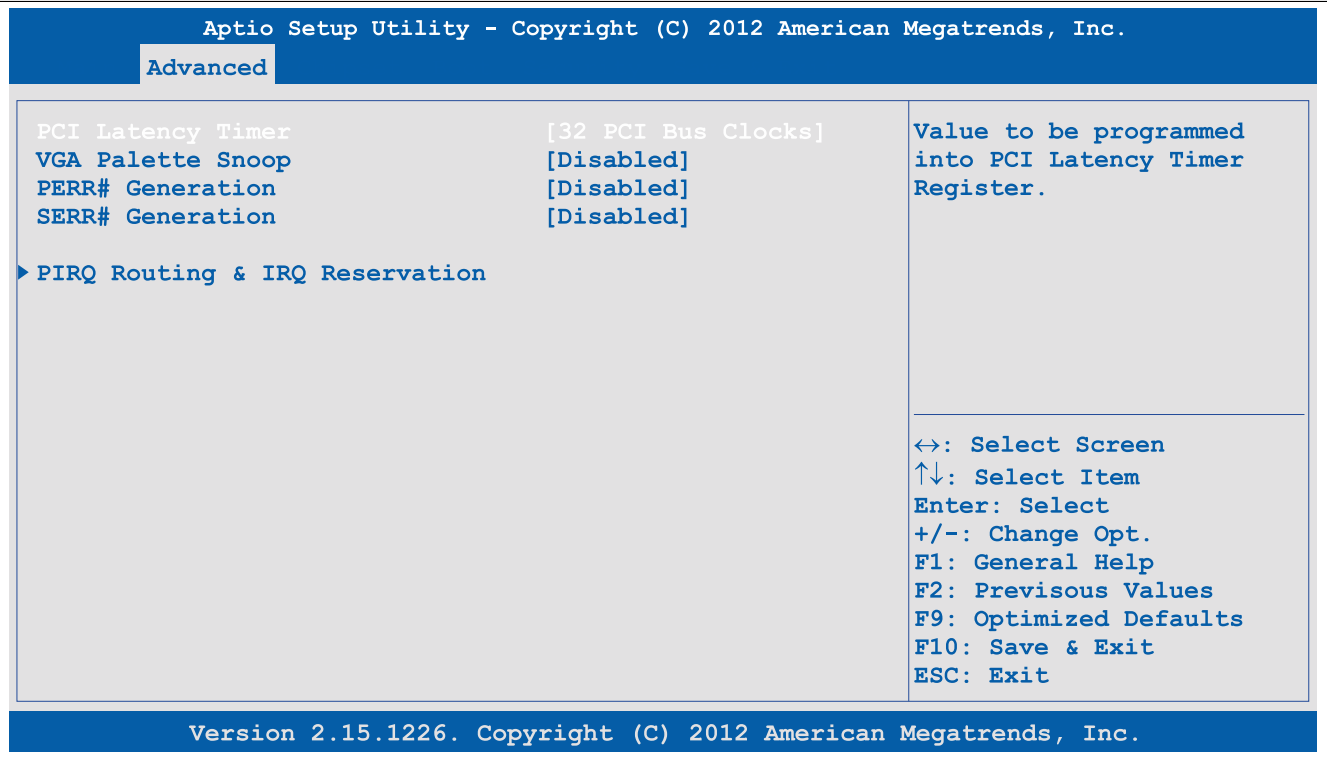 Aptio Setup Utility - Copyright (C) 2012 American Megatrends, Inc.
Advanced
PCI Latency Timer [32 PCI Bus Clocks]
VGA Palette Snoop [Disabled]
PERR# Generation [Disabled]
SERR# Generation [Disabled]
PIRQ Routing & IRQ Reservation
Value to be programmed
into PCI Latency Timer
Register.
↔: Select Screen
↑↓: Select Item
Enter: Select
+/-: Change Opt.
F1: General Help
F2: Previsous Values
F9: Optimized Defaults
F10: Save & Exit
ESC: Exit
Version 2.15.1226. Copyright (C) 2012 American Megatrends, Inc.